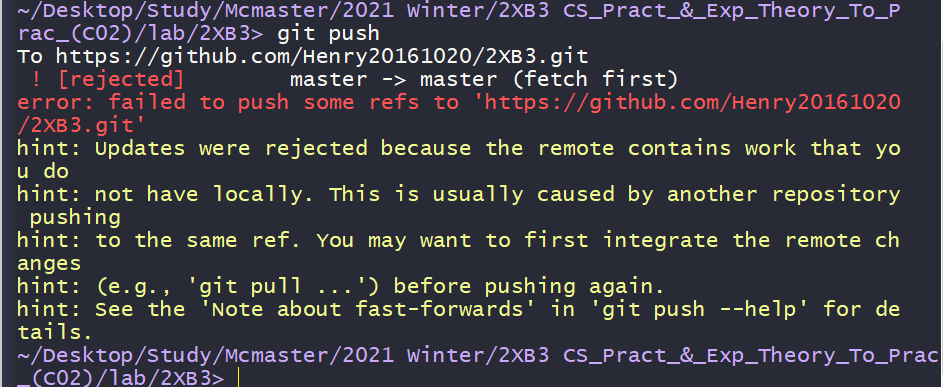 ~/Desktop/Study/Mcmaster/2021 Winter/2XB3 CS_Pract_&_Exp_Theory_To_P
rac_(C02)/lab/2XB3> git push
To https://github.com/Henry20161020/2XB3.git
 ! [rejected]        master -> master (fetch first)
error: failed to push some refs to 'https://github.com/Henry20161020
/2XB3.git'
hint: Updates were rejected because the remote contains work that yo
u do
hint: not have locally. This is usually caused by another repository
 pushing
hint: to the same ref. You may want to first integrate the remote ch
anges
hint: (e.g., 'git pull ...') before pushing again.
hint: See the 'Note about fast-forwards' in 'git push --help' for de
tails.
~/Desktop/Study/Mcmaster/2021 Winter/2XB3 CS_Pract_&_Exp_Theory_To_Prac
_(C02)/lab/2XB3>